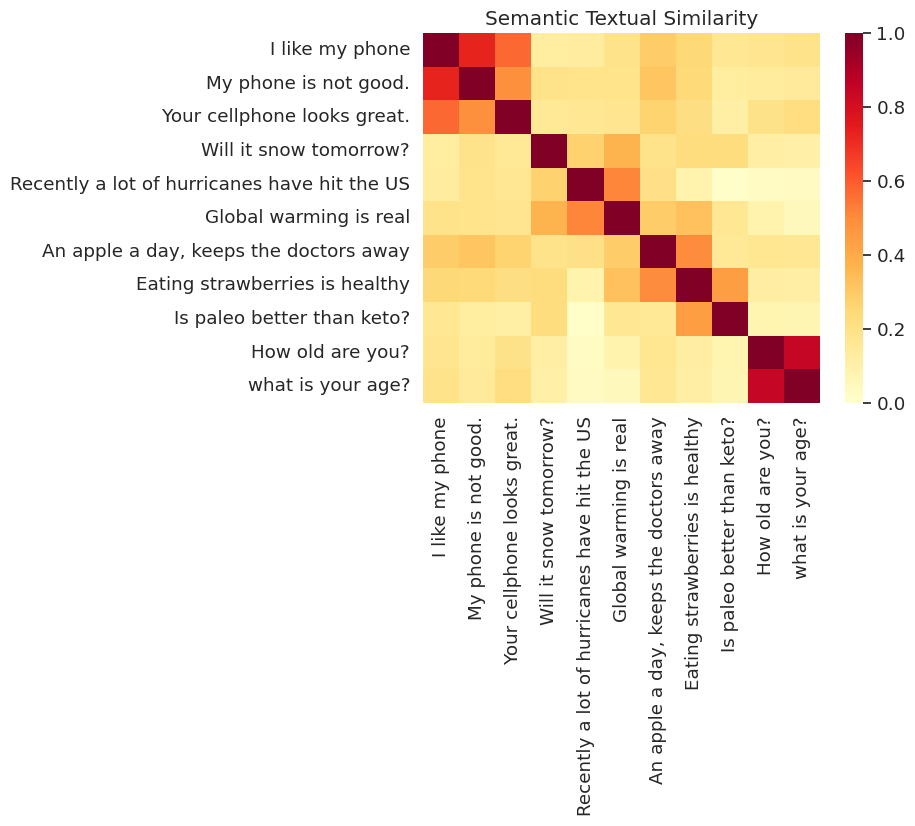 Semantic Textual Similarity
I like my phone
My phone is not good.
Your cellphone looks great.
Will it snow tomorrow?
Recently a lot of hurricanes have hit the US
Global warming is real
An apple a day, keeps the doctors away
Eating strawberries is healthy
Is paleo better than keto?
How old are you?
what is your age?
1.0
0.8
0.6
0.4
0.2
0.0
I like my phone
My phone is not good.
Your cellphone looks great.
Will it snow tomorrow?
Recently a lot of hurricanes have hit the US
Global warming is real
An apple a day, keeps the doctors away
Eating strawberries is healthy
Is paleo better than keto?
How old are you?
what is your age?